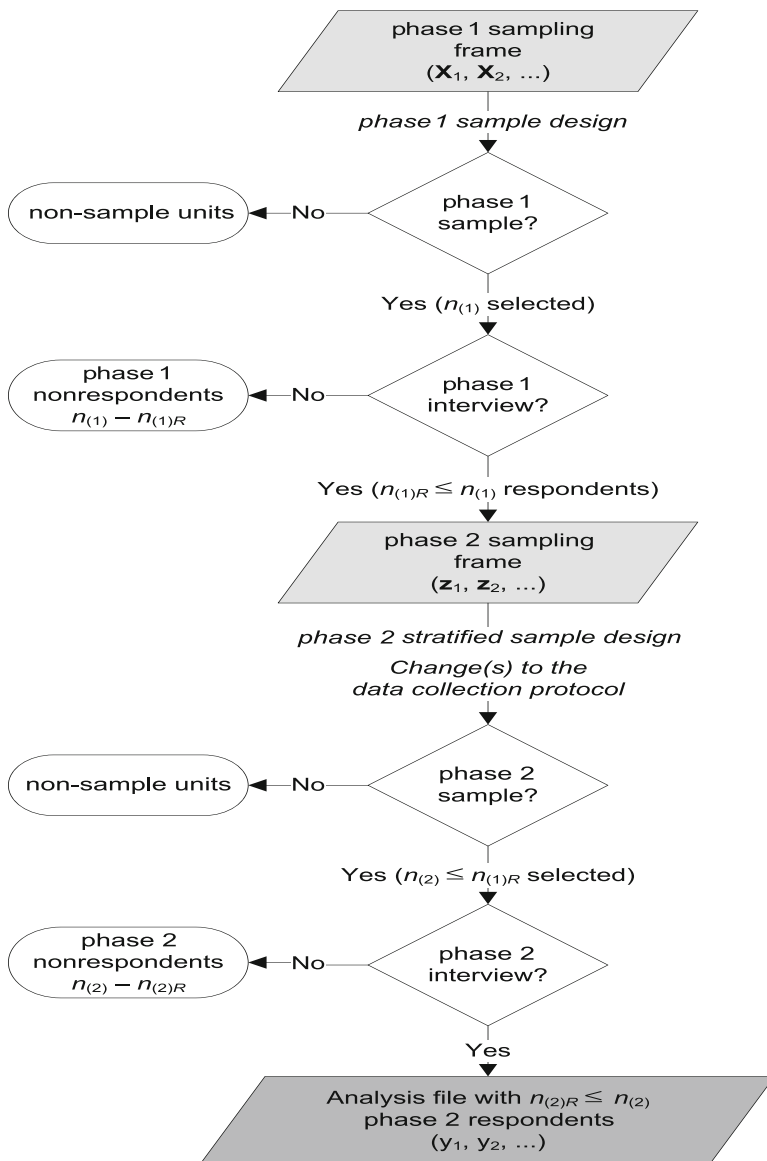 phase 1 sampling
frame
(X₁, X₂, ...)
phase 1 sample design
phase 1
sample?
No
non-sample units
Yes (n₍₁₎ selected)
phase 1
interview?
No
phase 1
nonrespondents
n₍₁₎ – n₍₁₎R
Yes (n₍₁₎R ≤ n₍₁₎ respondents)
phase 2 sampling
frame
(z₁, z₂, ...)
phase 2 stratified sample design
Change(s) to the
data collection protocol
phase 2
sample?
No
non-sample units
Yes (n₍₂₎ ≤ n₍₁₎R selected)
phase 2
interview?
No
phase 2
nonrespondents
n₍₂₎ – n₍₂₎R
Yes
Analysis file with n₍₂₎R ≤ n₍₂₎
phase 2 respondents
(y₁, y₂, ...)